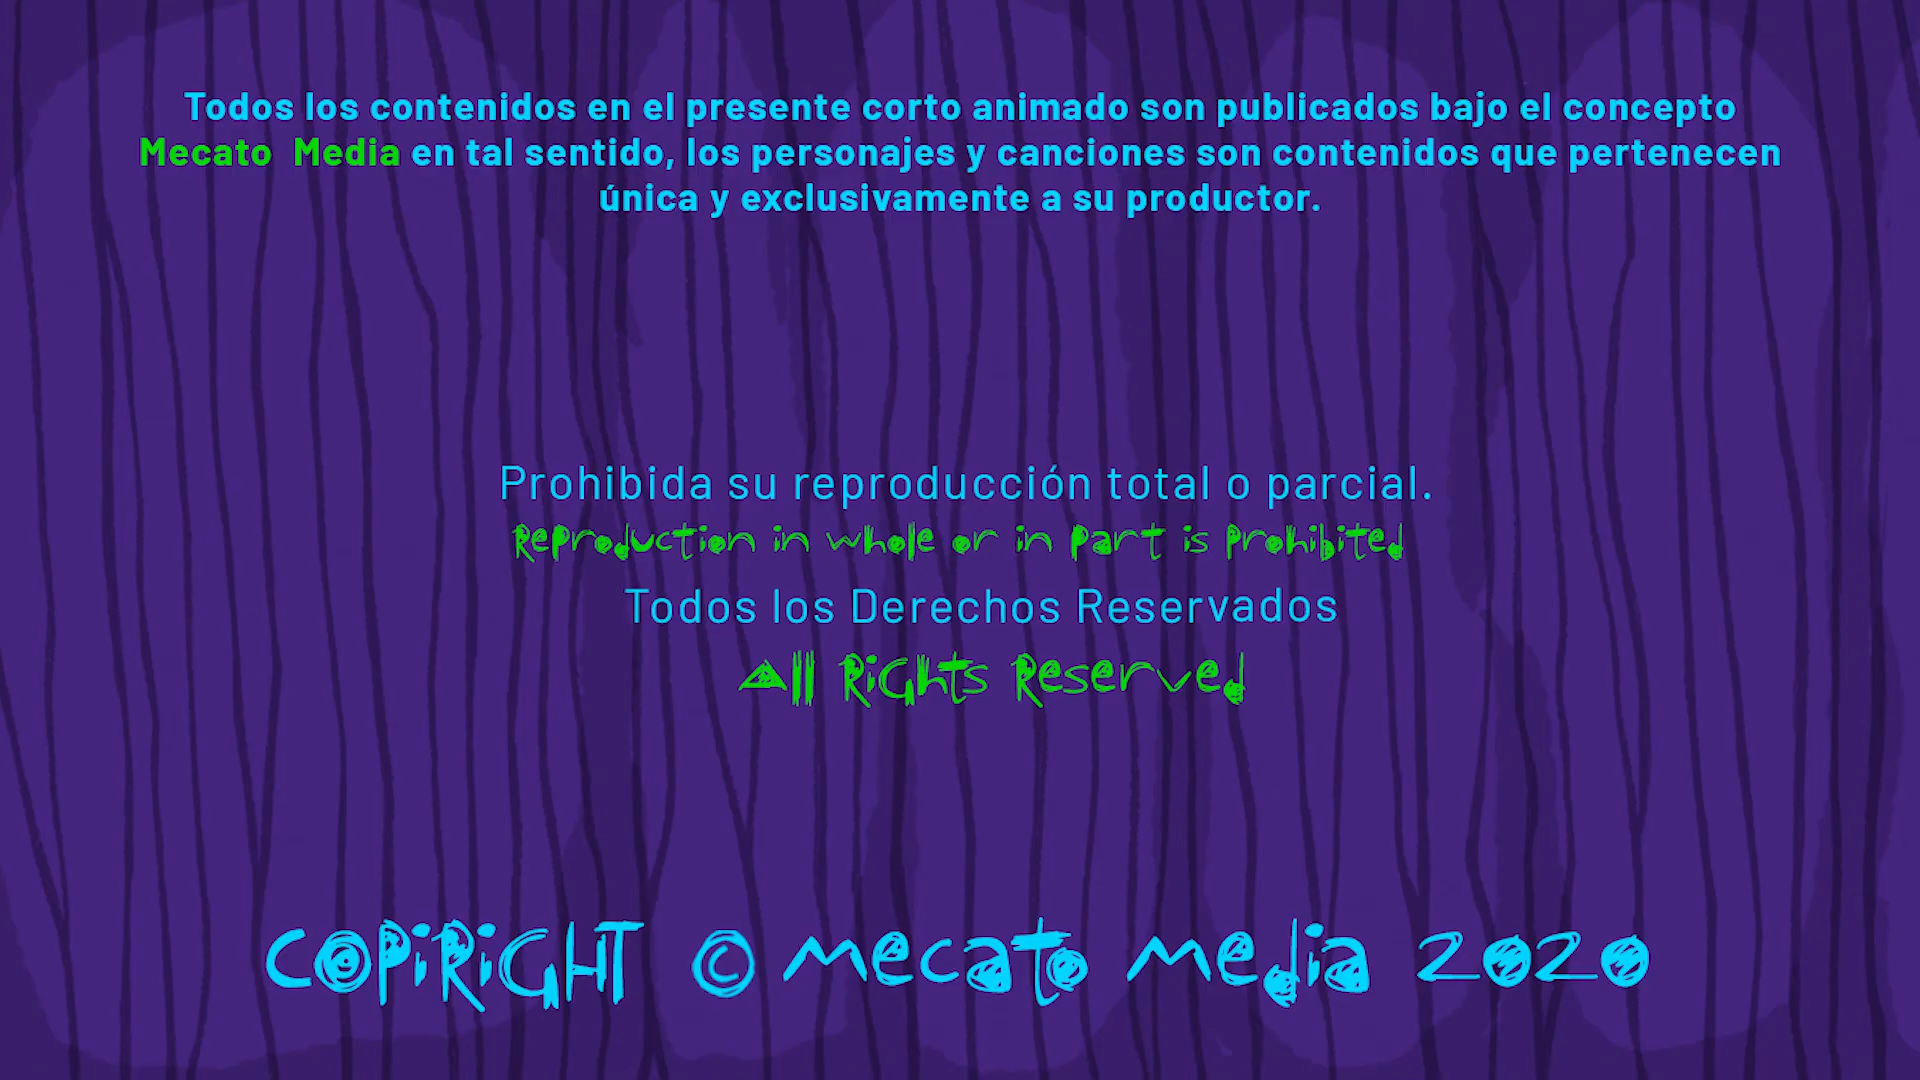 Todos los contenidos en el presente corto animado son publicados bajo el concepto
Mecato Media en tal sentido, los personajes y canciones son contenidos que pertenecen
única y exclusivamente a su productor.
Prohibida su reproducción total o parcial.
Reproduction in whole or in Part is Prohibited
Todos los Derechos Reservados
All Rights Reserved
COPiRiGHT © Mecato Media 2020